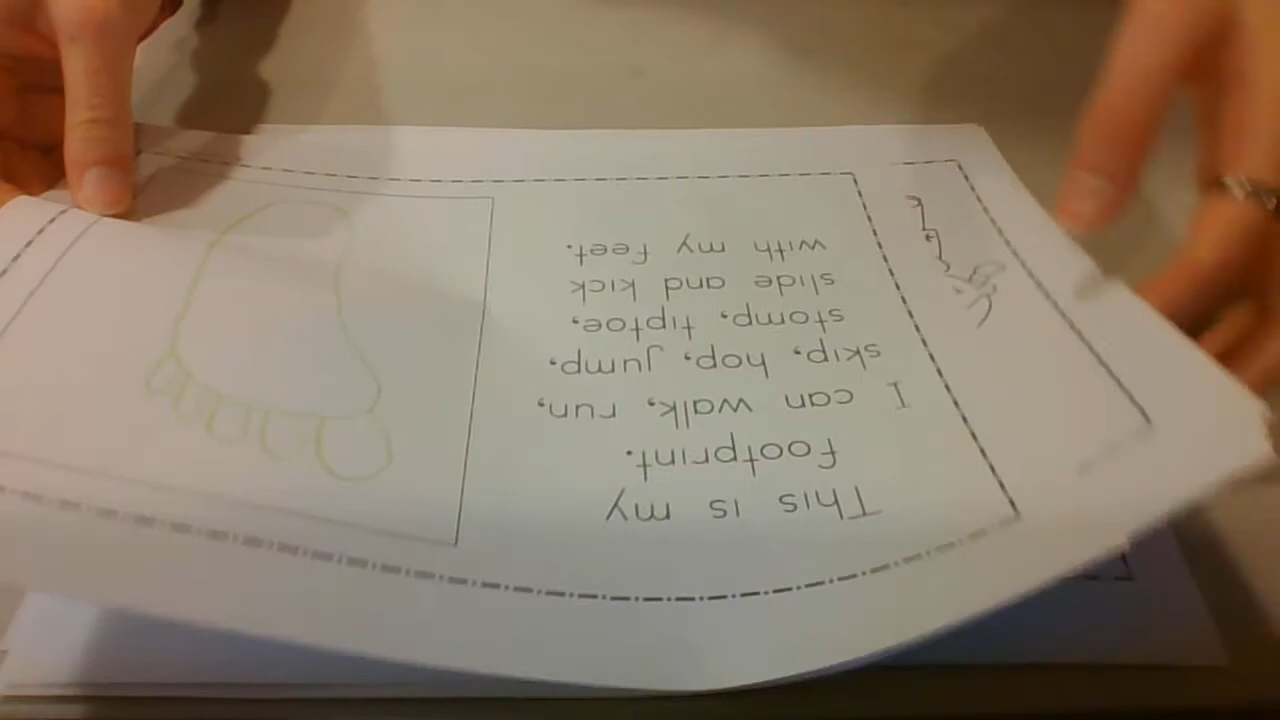 This is my
footprint.
I can walk, run,
skip, hop, jump,
stomp, tiptoe,
slide and kick
with my feet.